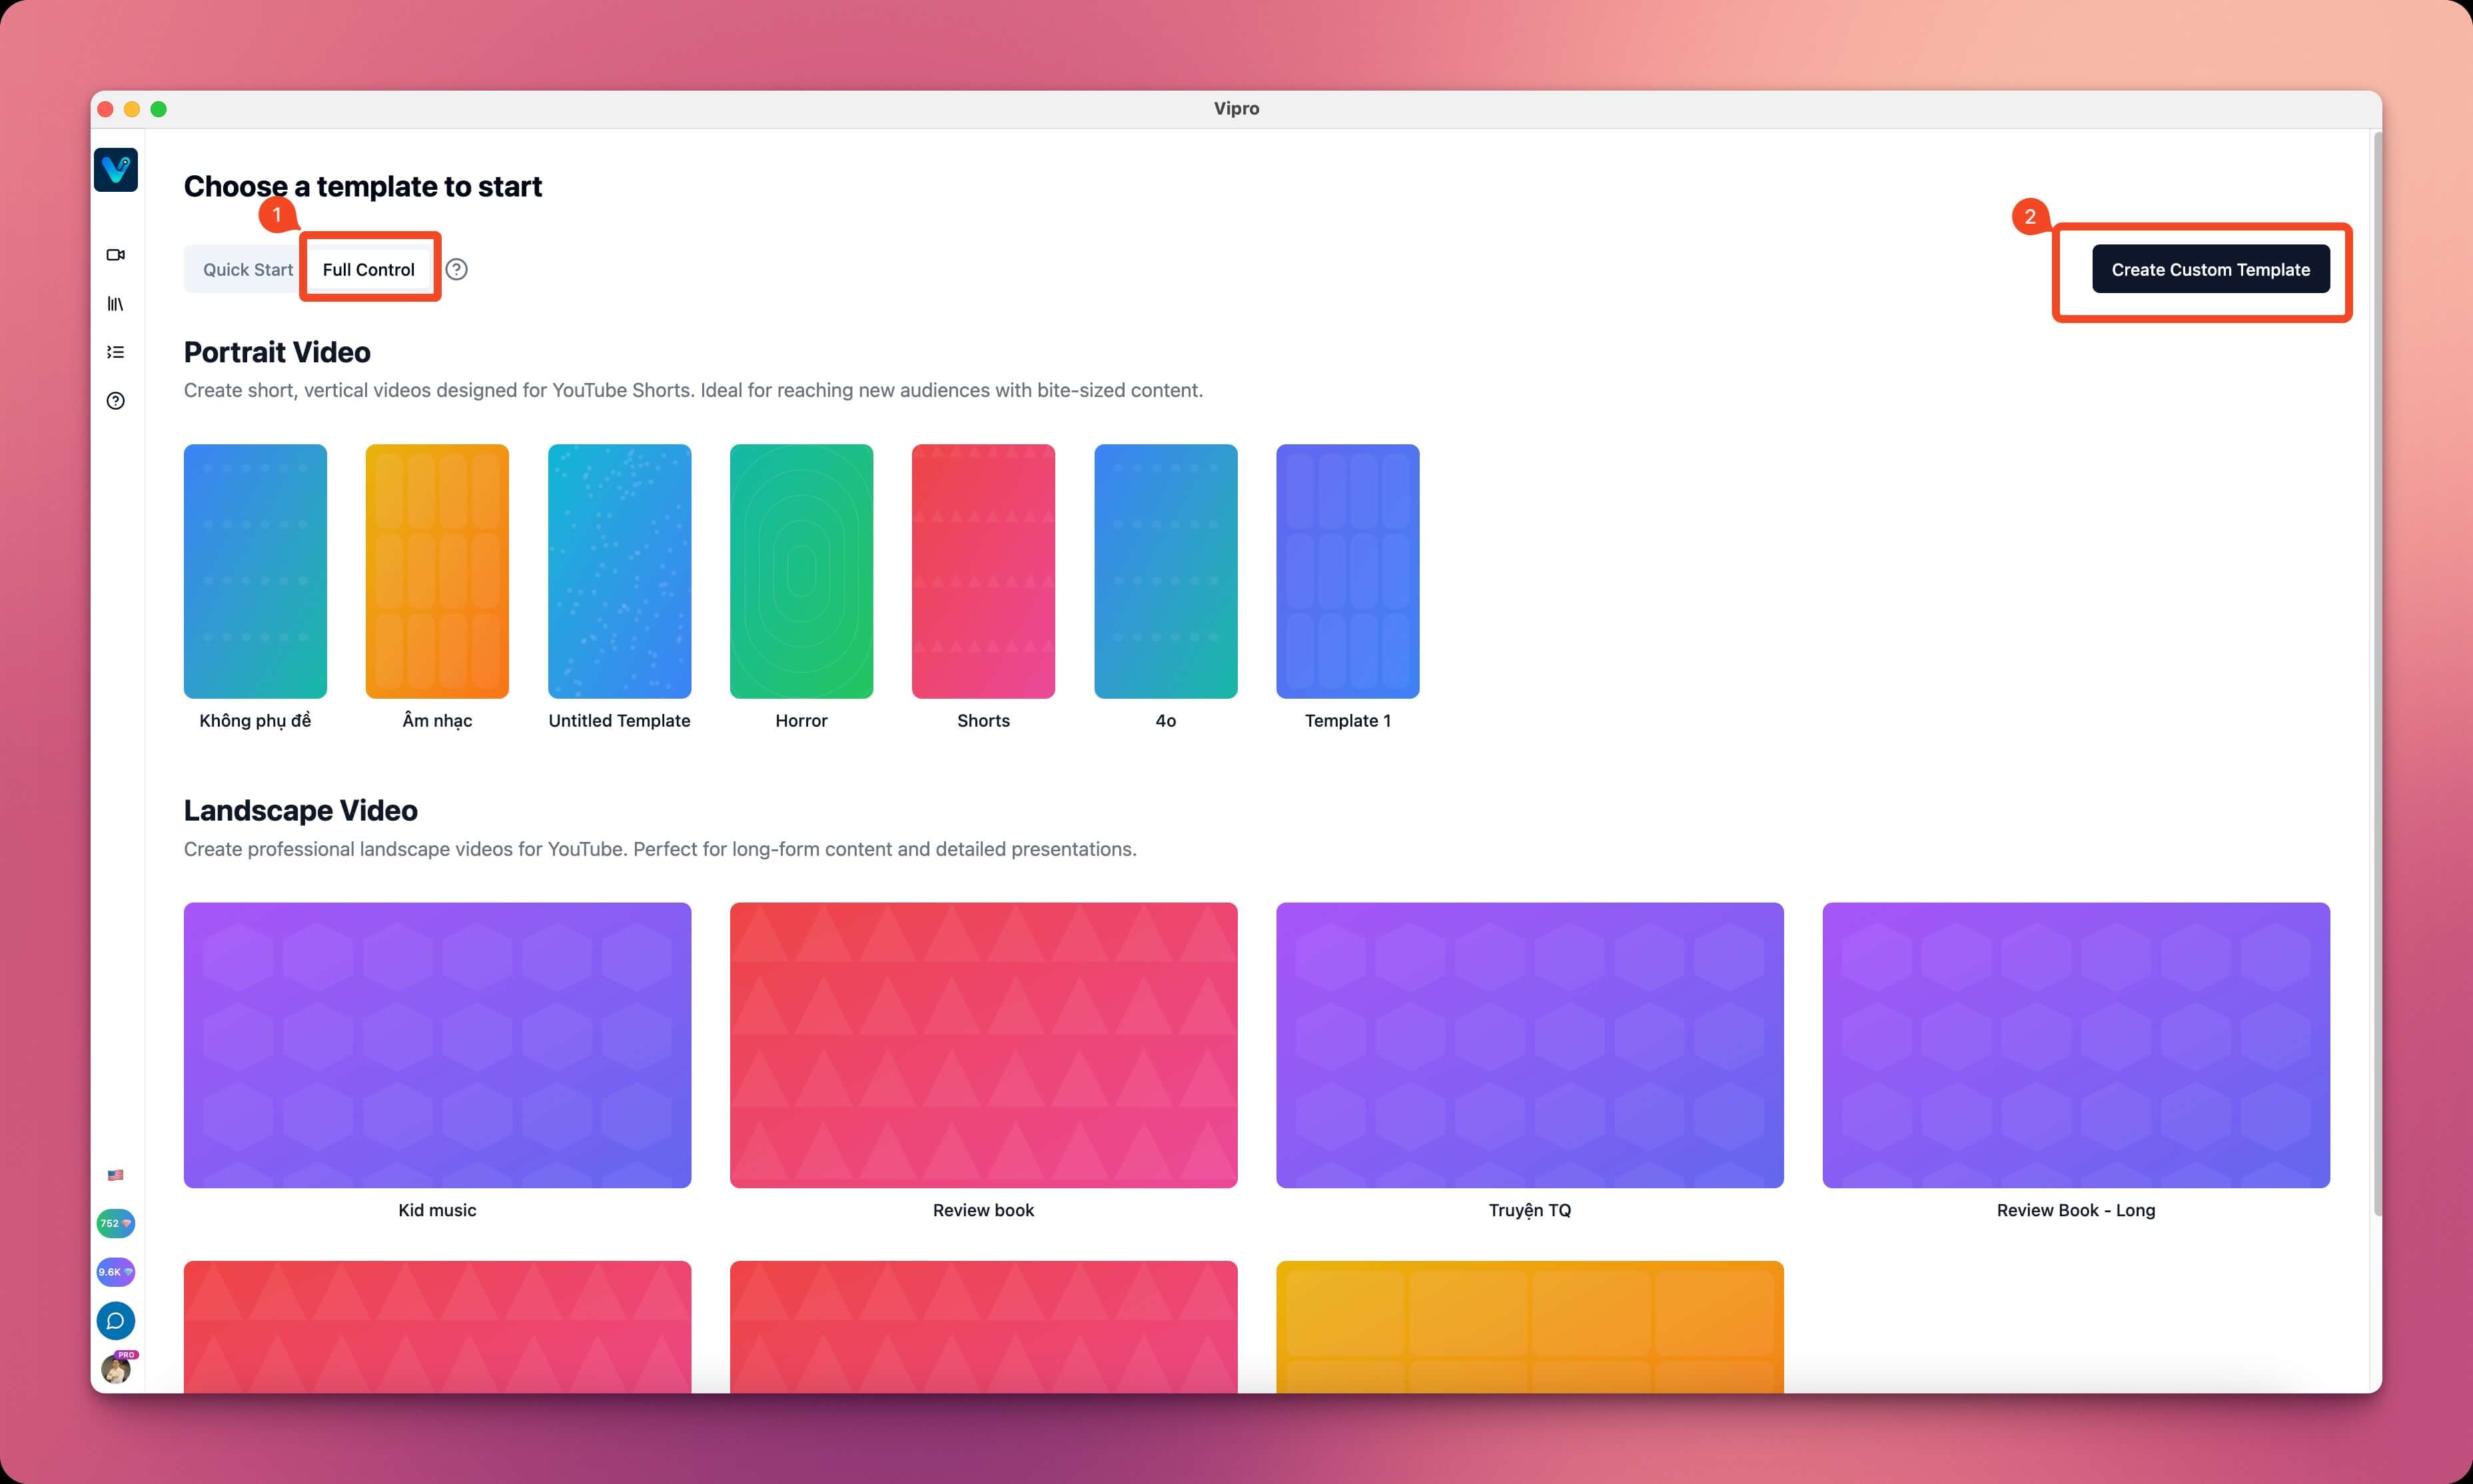 Vipro
Choose a template to start
1
2
Quick Start
Full Control
?
Create Custom Template
Portrait Video
Create short, vertical videos designed for YouTube Shorts. Ideal for reaching new audiences with bite-sized content.
Không phụ đề
Âm nhạc
Untitled Template
Horror
Shorts
4o
Template 1
Landscape Video
Create professional landscape videos for YouTube. Perfect for long-form content and detailed presentations.
Kid music
Review book
Truyện TQ
Review Book - Long
752
9.6K
PRO